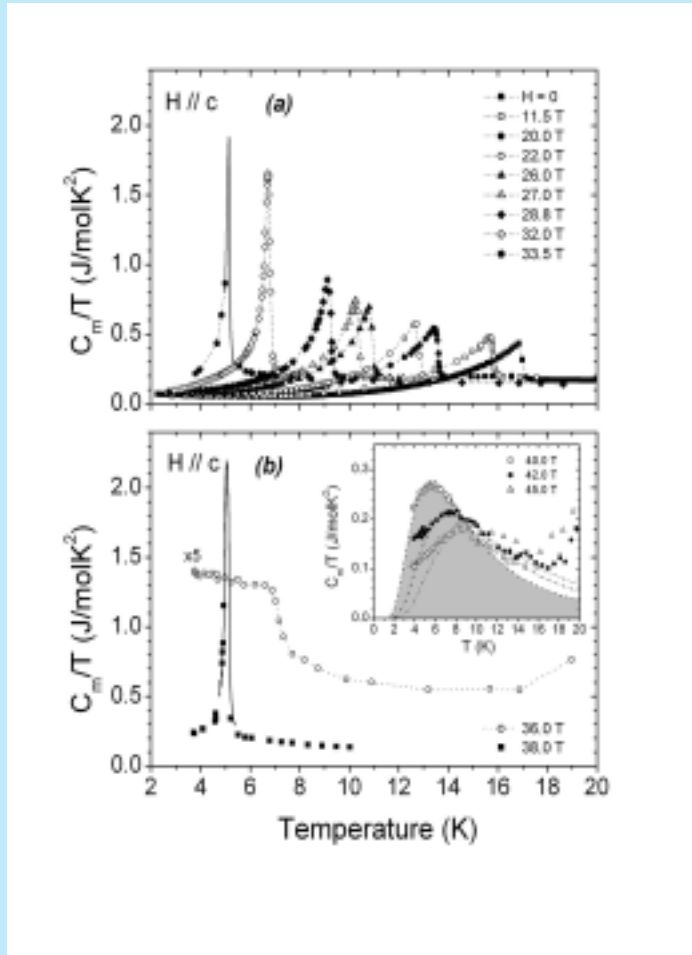 H // c (a)
H = 0
11.5 T
20.0 T
22.0 T
26.0 T
27.0 T
28.8 T
32.0 T
33.5 T
2.0
1.5
1.0
0.5
0.0
C_m/T (J/molK²)
H // c (b)
x5
2.0
1.5
1.0
0.5
0.0
C_m/T (J/molK²)
40.0 T
42.0 T
45.0 T
0.3
0.2
0.1
0.0
C_m/T (J/molK²)
0 2 4 6 8 10 12 14 16 18 20
T (K)
36.0 T
38.0 T
2 4 6 8 10 12 14 16 18 20
Temperature (K)